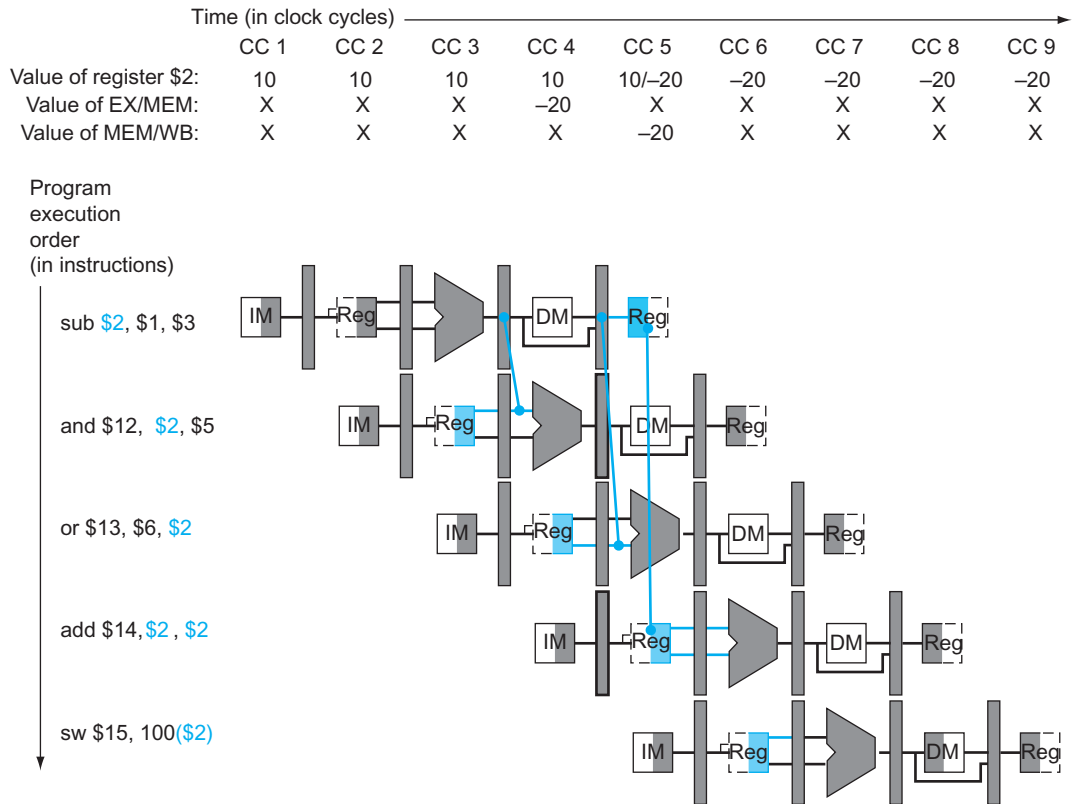 Time (in clock cycles)
CC 1 CC 2 CC 3 CC 4 CC 5 CC 6 CC 7 CC 8 CC 9
Value of register $2: 10 10 10 10 10/–20 –20 –20 –20 –20
Value of EX/MEM: X X X –20 X X X X X
Value of MEM/WB: X X X X –20 X X X X
Program
execution
order
(in instructions)
sub $2, $1, $3
IM Reg DM Reg
and $12, $2, $5
IM Reg DM Reg
or $13, $6, $2
IM Reg DM Reg
add $14, $2 , $2
IM Reg DM Reg
sw $15, 100($2)
IM Reg DM Reg